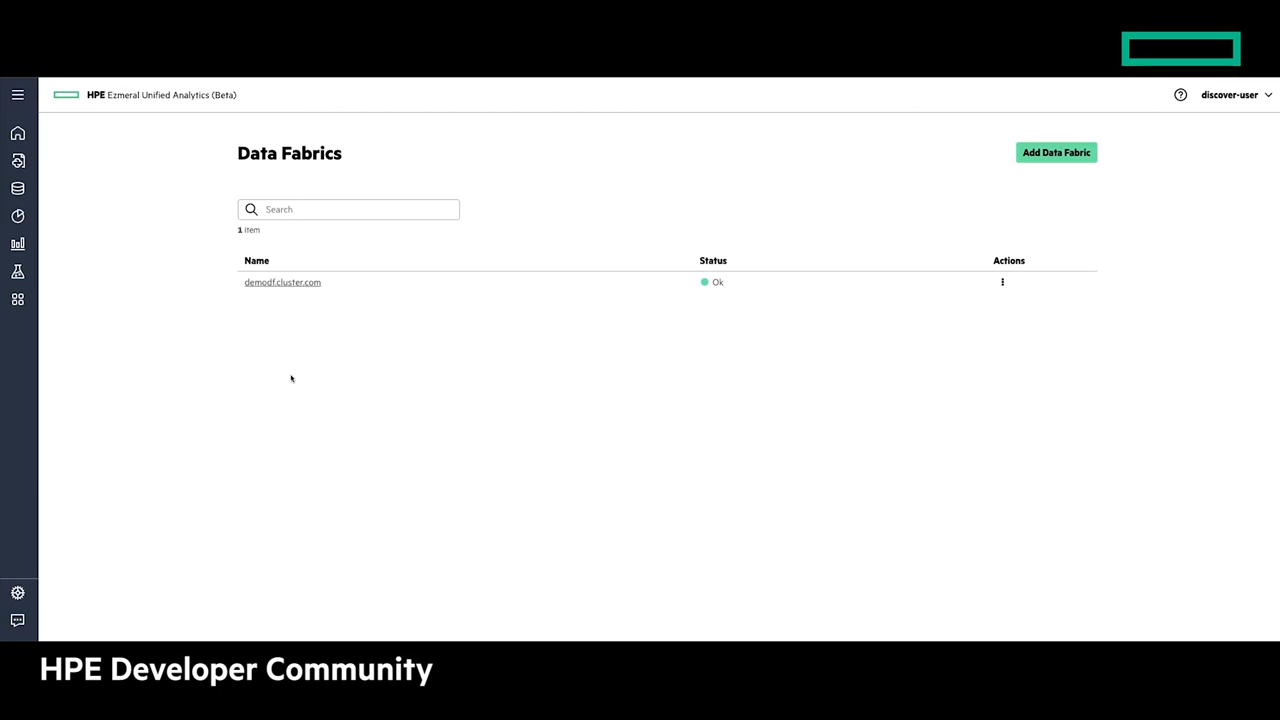 HPE Ezmeral Unified Analytics (Beta)
discover-user
Data Fabrics
Add Data Fabric
Search
1 item
Name Status Actions
demodf.cluster.com Ok
HPE Developer Community